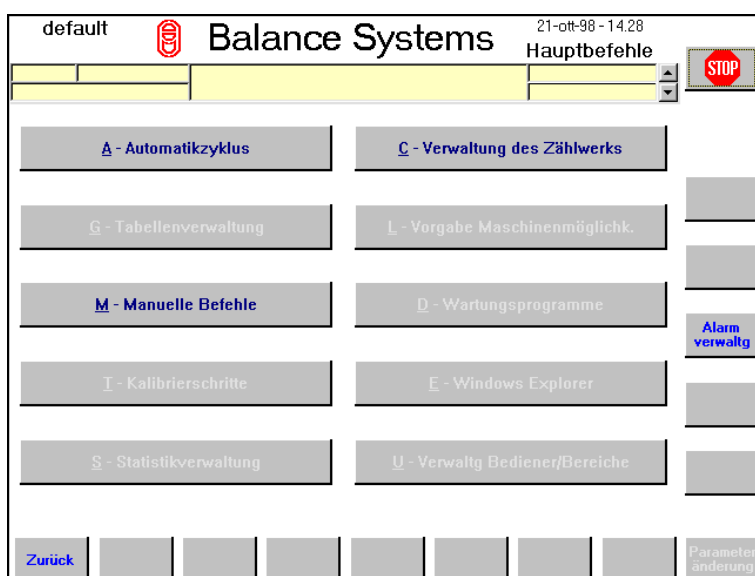 default
Balance Systems
21-ott-98 - 14.28
Hauptbefehle
STOP
A - Automatikzyklus
C - Verwaltung des Zählwerks
G - Tabellenverwaltung
L - Vorgabe Maschinenmöglichk.
M - Manuelle Befehle
D - Wartungsprogramme
Alarm
verwaltg
T - Kalibrierschritte
E - Windows Explorer
S - Statistikverwaltung
U - Verwaltg Bediener/Bereiche
Zurück
Parameter
änderung